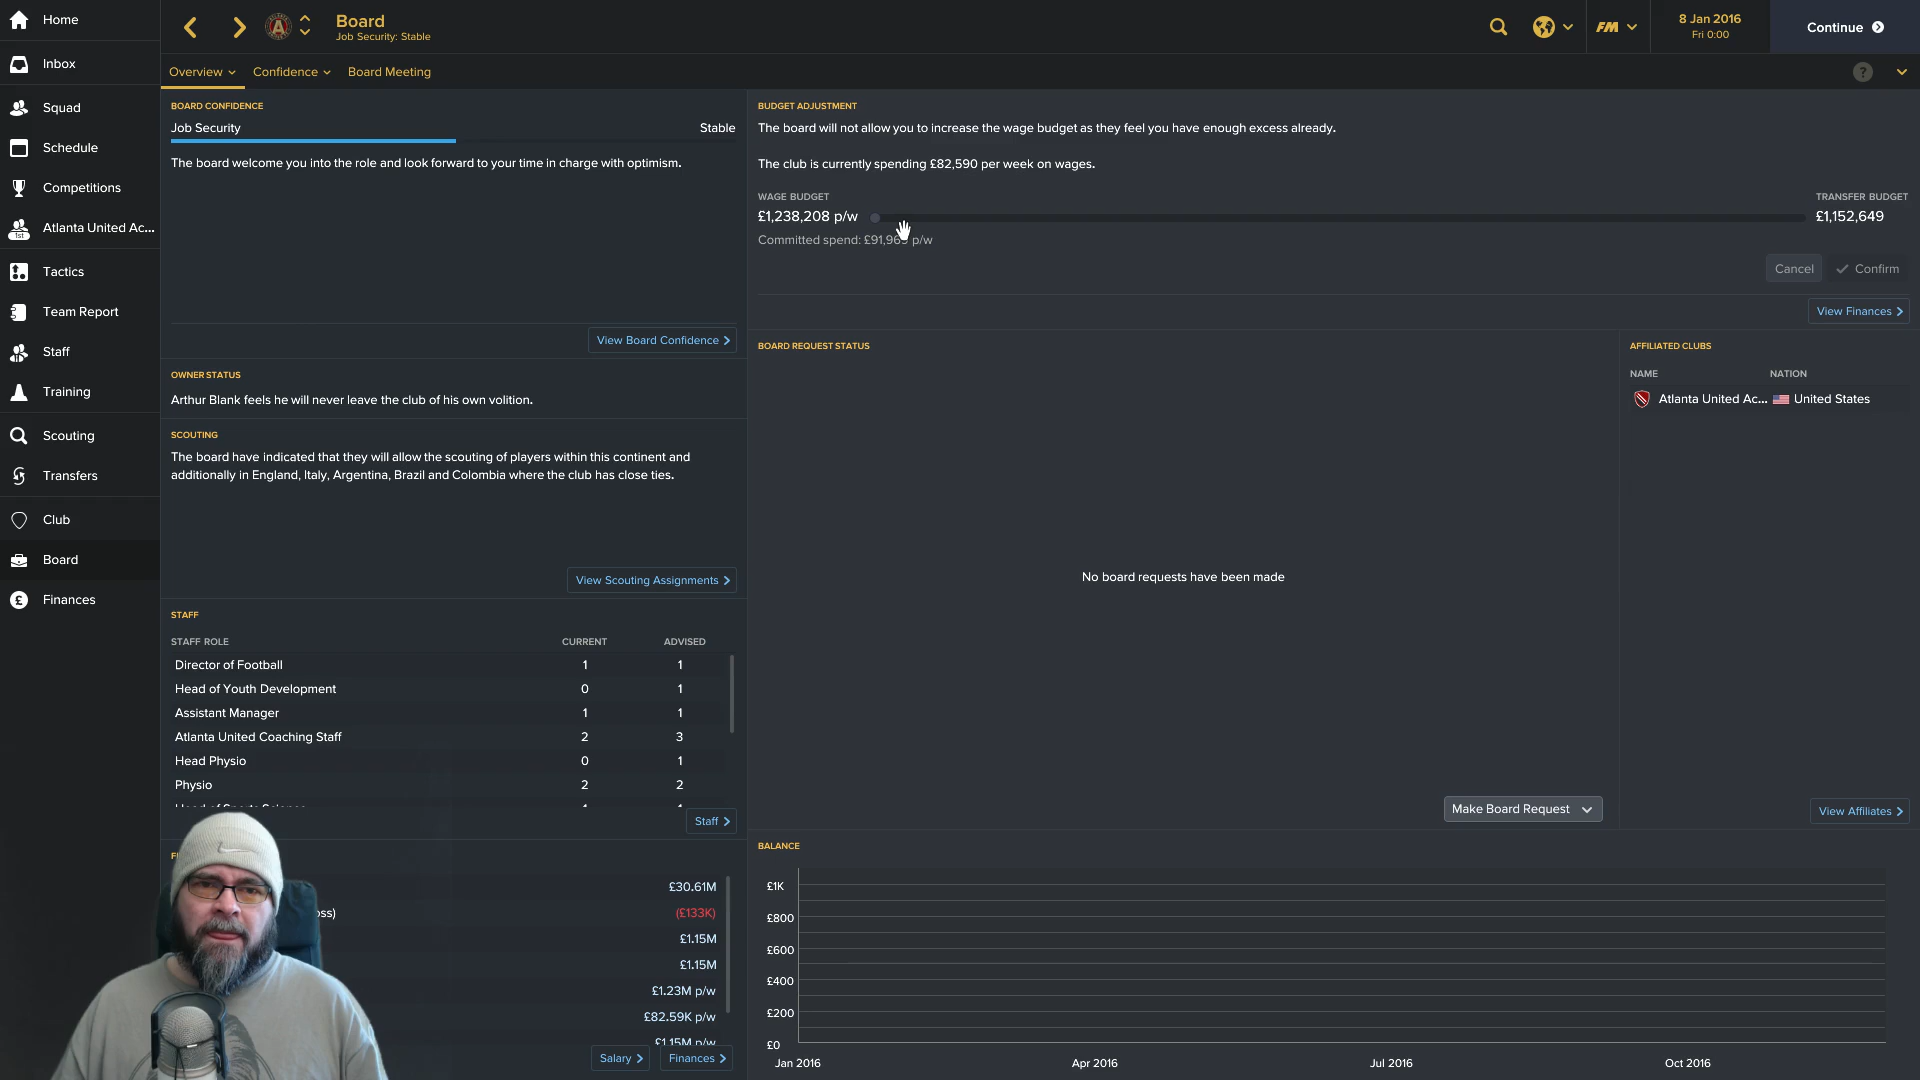 Home
Inbox
Squad
Schedule
Competitions
Atlanta United Ac...
1st
Tactics
Team Report
Staff
Training
Scouting
Transfers
Club
Board
Finances
Board
Job Security: Stable
FM
8 Jan 2016
Fri 0:00
Continue
Overview
Confidence
Board Meeting
?
BOARD CONFIDENCE
Job Security
Stable
The board welcome you into the role and look forward to your time in charge with optimism.
View Board Confidence
OWNER STATUS
Arthur Blank feels he will never leave the club of his own volition.
SCOUTING
The board have indicated that they will allow the scouting of players within this continent and
additionally in England, Italy, Argentina, Brazil and Colombia where the club has close ties.
View Scouting Assignments
STAFF
STAFF ROLE CURRENT ADVISED
Director of Football 1 1
Head of Youth Development 0 1
Assistant Manager 1 1
Atlanta United Coaching Staff 2 3
Head Physio 0 1
Physio 2 2
Staff
£30.61M
oss) (£133K)
£1.15M
£1.15M
£1.23M p/w
£82.59K p/w
£1.15M p/w
Salary
Finances
BUDGET ADJUSTMENT
The board will not allow you to increase the wage budget as they feel you have enough excess already.
The club is currently spending £82,590 per week on wages.
WAGE BUDGET
£1,238,208 p/w
TRANSFER BUDGET
£1,152,649
Committed spend: p/w
Cancel
Confirm
View Finances
BOARD REQUEST STATUS
No board requests have been made
Make Board Request
AFFILIATED CLUBS
NAME NATION
Atlanta United Ac... United States
View Affiliates
BALANCE
£1K
£800
£600
£400
£200
£0
Jan 2016 Apr 2016 Jul 2016 Oct 2016